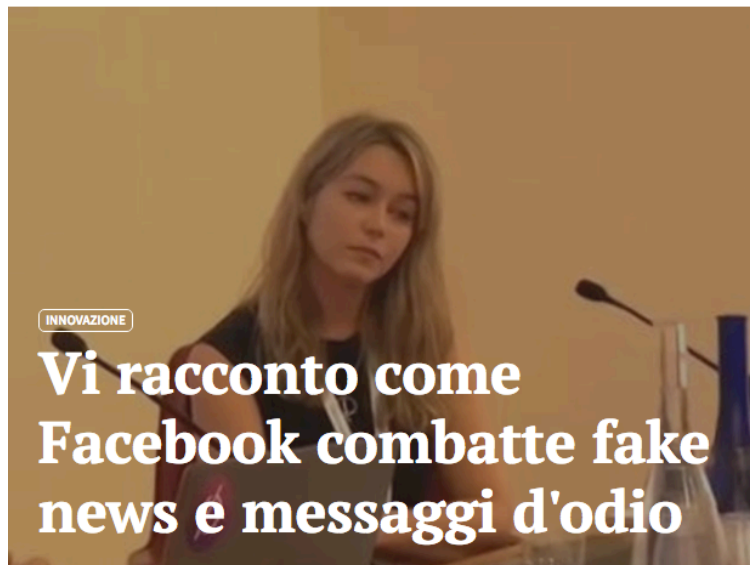 INNOVAZIONE
Vi racconto come
Facebook combatte fake
news e messaggi d'odio